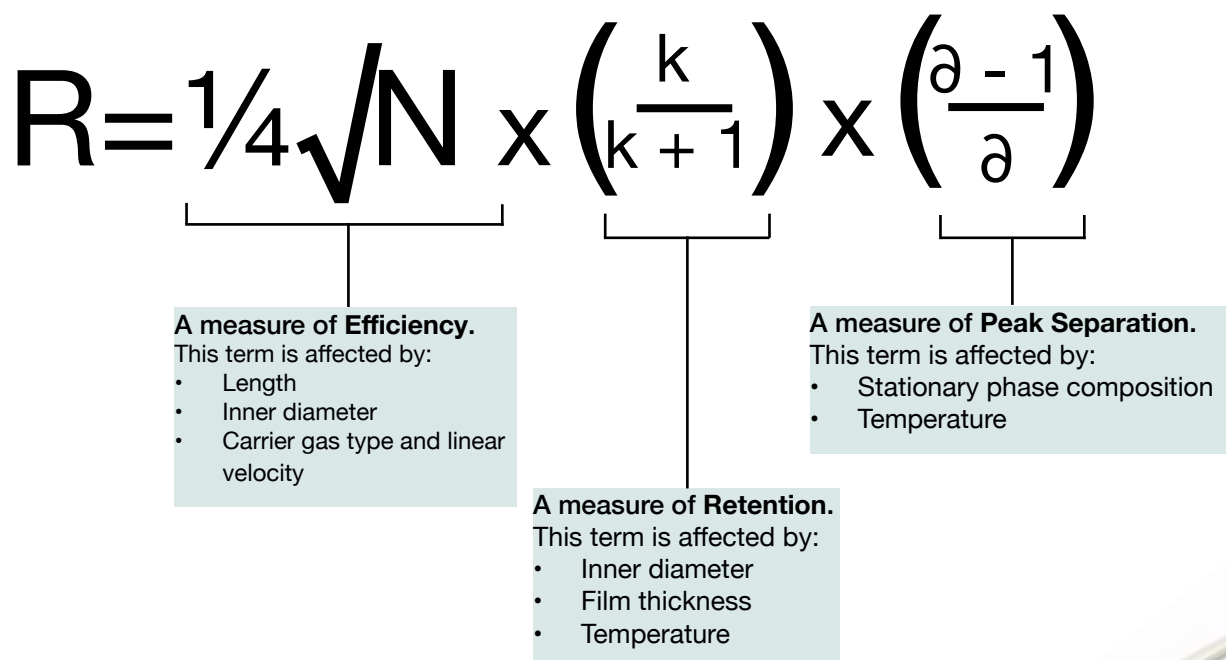 R=¼√N x (k/k + 1) x (∂ - 1/∂)
A measure of Efficiency.
This term is affected by:
• Length
• Inner diameter
• Carrier gas type and linear
velocity
A measure of Retention.
This term is affected by:
• Inner diameter
• Film thickness
• Temperature
A measure of Peak Separation.
This term is affected by:
• Stationary phase composition
• Temperature